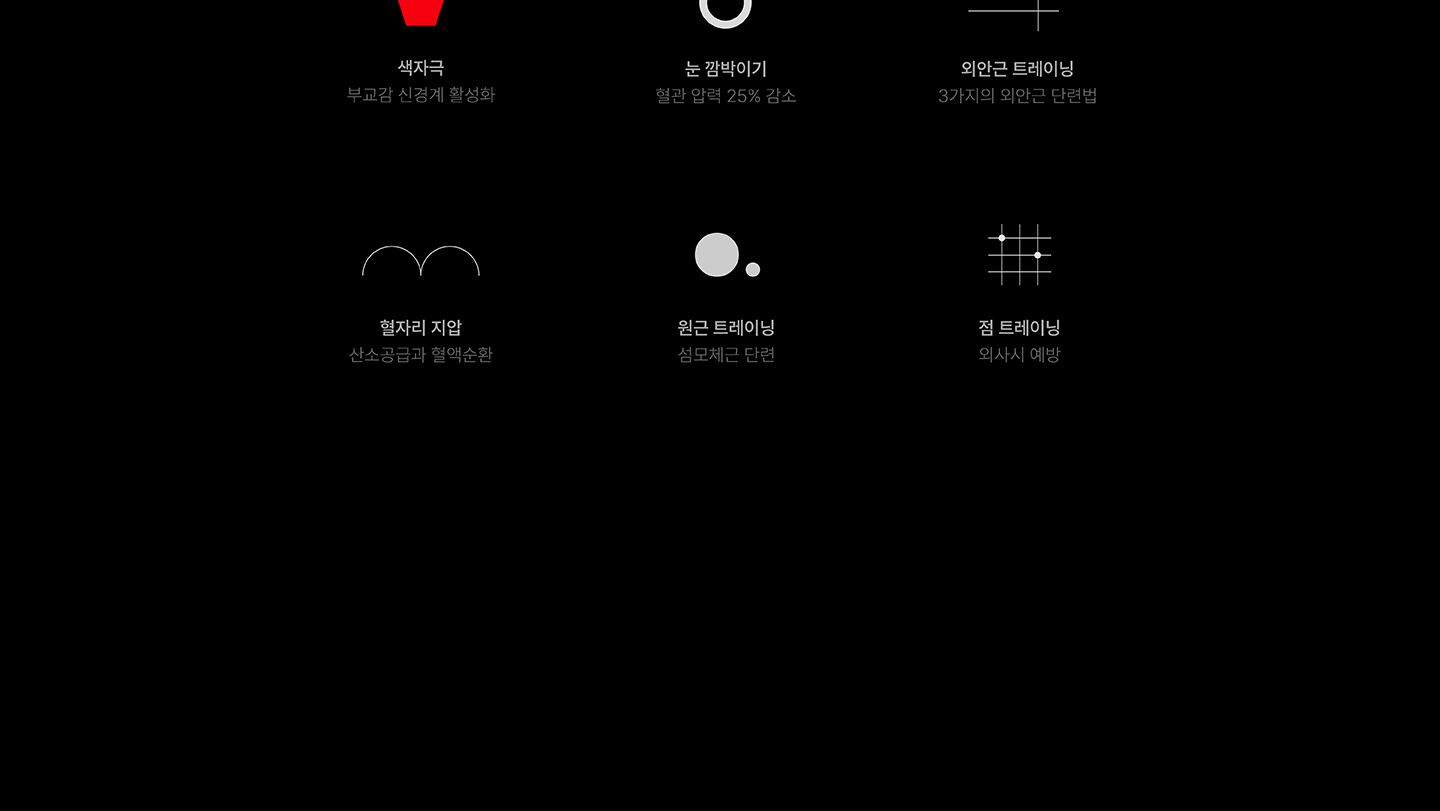 색자극
부교감 신경계 활성화
눈 깜박이기
혈관 압력 25% 감소
외안근 트레이닝
3가지의 외안근 단련법
혈자리 지압
산소공급과 혈액순환
원근 트레이닝
섬모체근 단련
점 트레이닝
외사시 예방